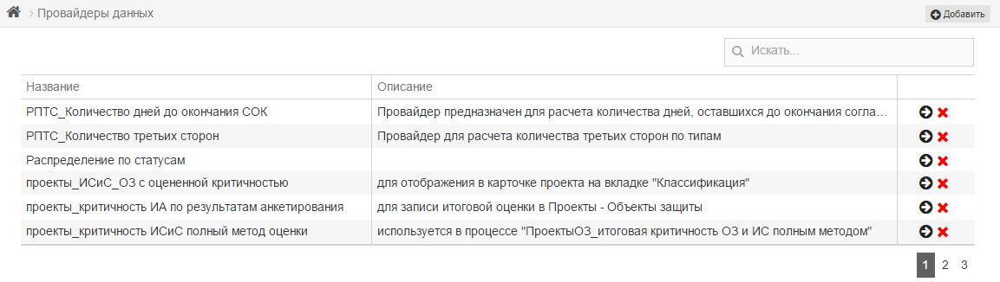 Провайдеры данных
Добавить
Искать...
Название Описание
РПТС_Количество дней до окончания СОК Провайдер предназначен для расчета количества дней, оставшихся до окончания согла...
РПТС_Количество третьих сторон Провайдер для расчета количества третьих сторон по типам
Распределение по статусам
проекты_ИСиС_ОЗ с оцененной критичностью для отображения в карточке проекта на вкладке "Классификация"
проекты_критичность ИА по результатам анкетирования для записи итоговой оценки в Проекты - Объекты защиты
проекты_критичность ИСиС полный метод оценки используется в процессе "ПроектыОЗ_итоговая критичность ОЗ и ИС полным методом"
1 2 3